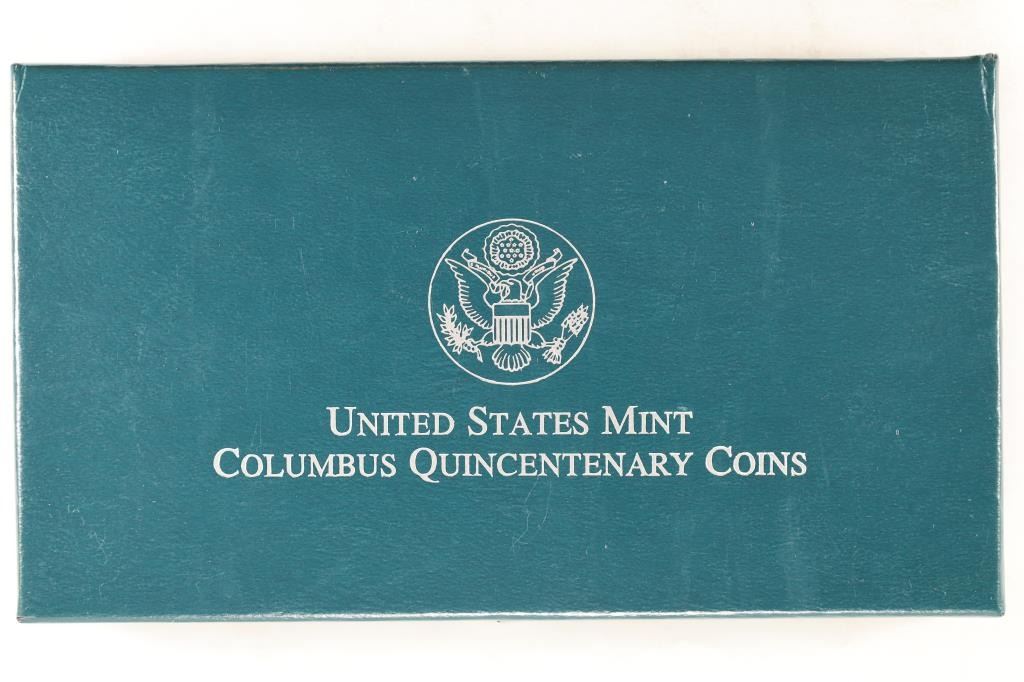 UNITED STATES MINT
COLUMBUS QUINCENTENARY COINS